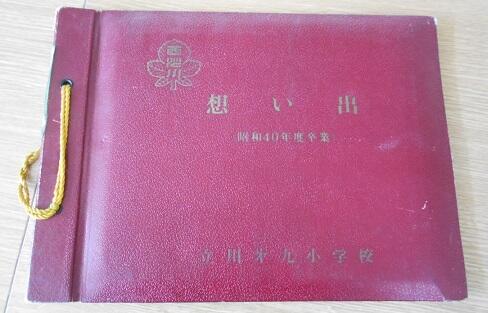 想い出
昭和40年度卒業
立川才九小学校